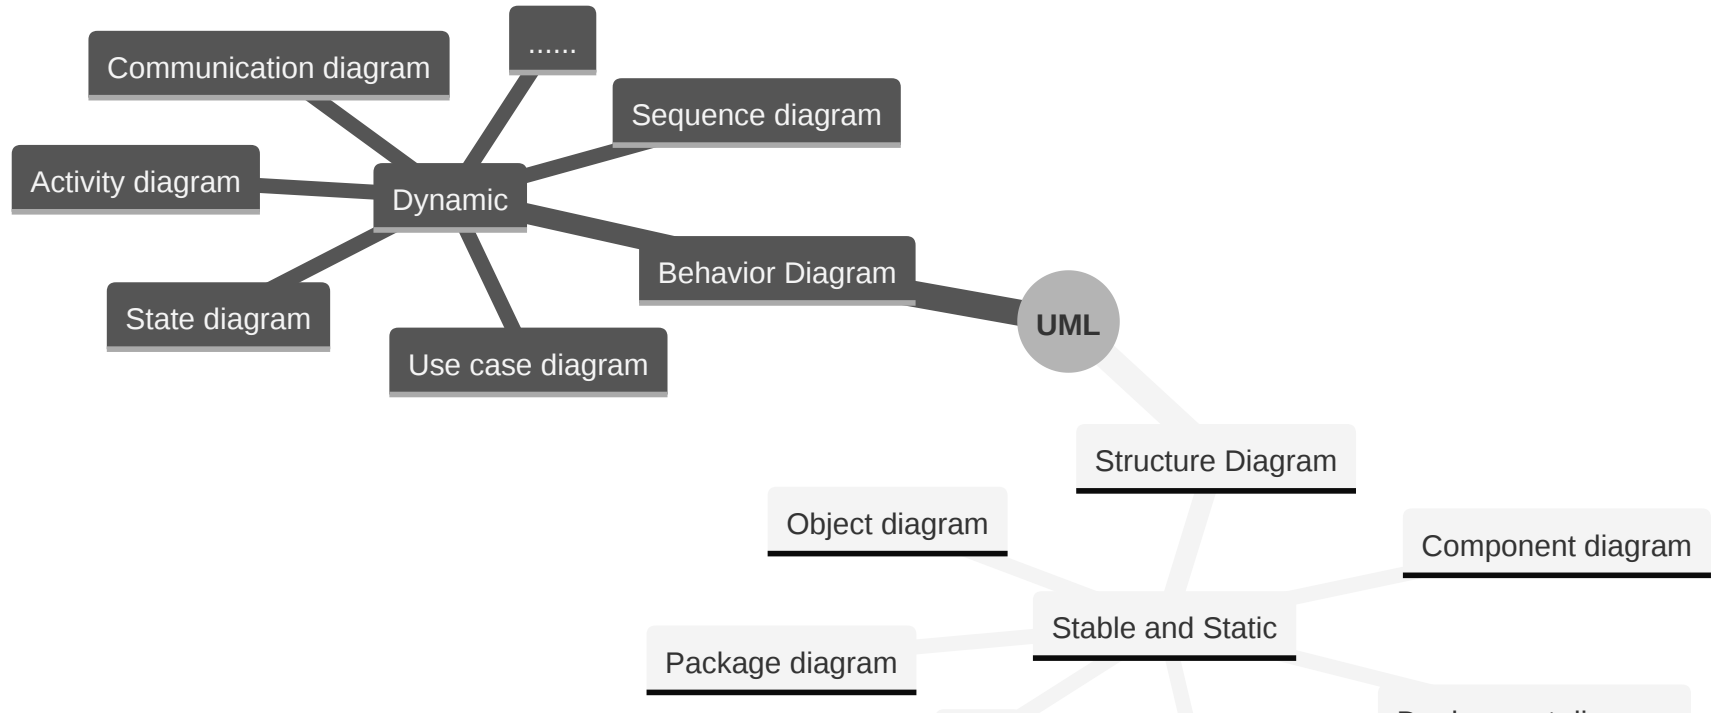 ......
Communication diagram
Sequence diagram
Activity diagram
Dynamic
Behavior Diagram
State diagram
UML
Use case diagram
Structure Diagram
Object diagram
Component diagram
Stable and Static
Package diagram